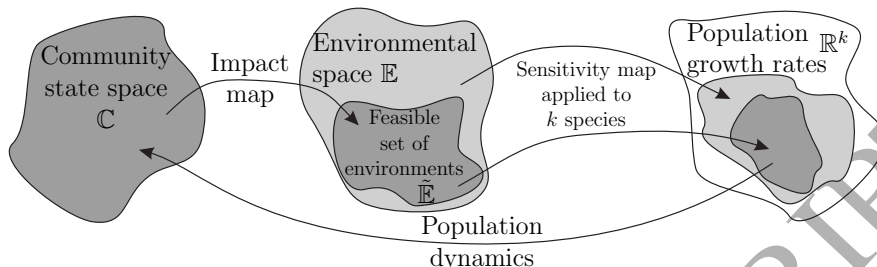 Community
state space
ℂ
Impact
map
Environmental
space 𝔼
Feasible
set of
environments
𝔼̃
Sensitivity map
applied to
k species
Population ℝᵏ
growth rates
Population
dynamics